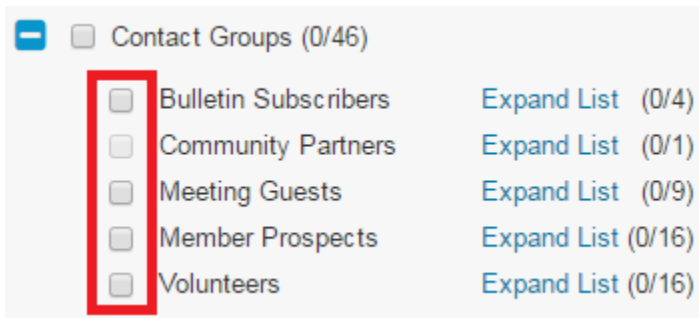 Contact Groups (0/46)
Bulletin Subscribers Expand List (0/4)
Community Partners Expand List (0/1)
Meeting Guests Expand List (0/9)
Member Prospects Expand List (0/16)
Volunteers Expand List (0/16)